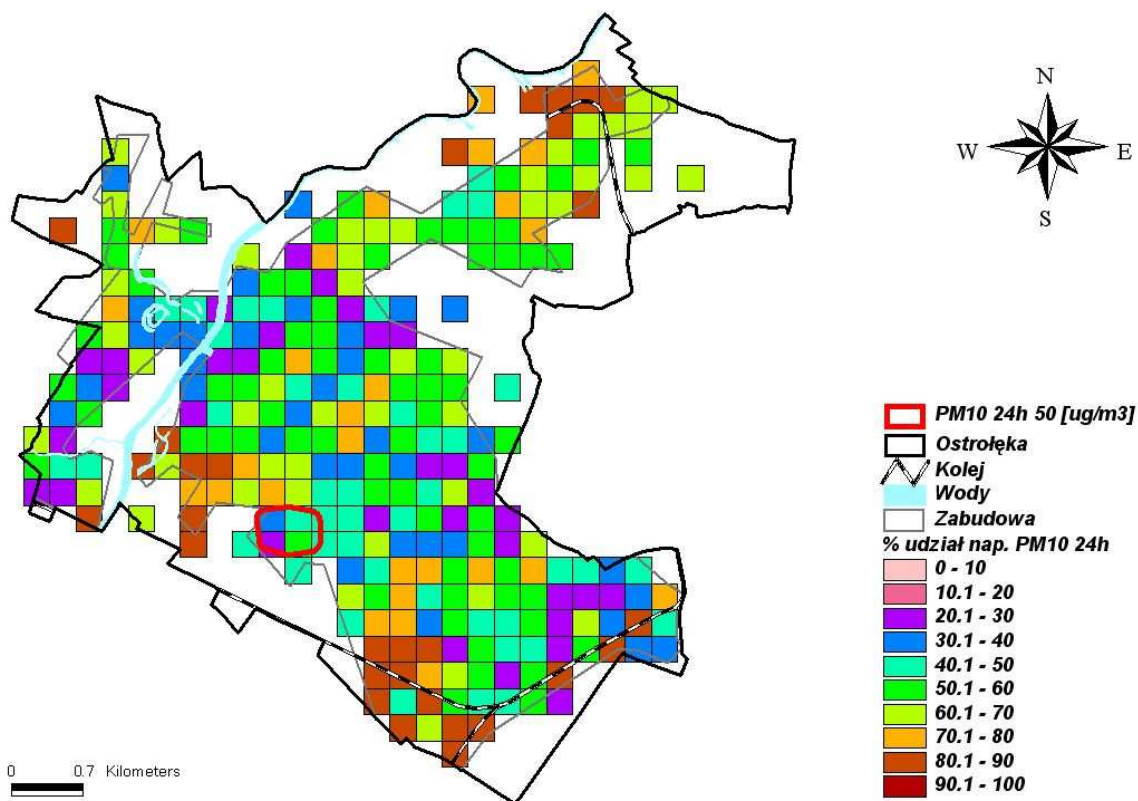 N
W E
S
PM10 24h 50 [ug/m3]
Ostrołęka
Kolej
Wody
Zabudowa
% udział nap. PM10 24h
0 - 10
10.1 - 20
20.1 - 30
30.1 - 40
40.1 - 50
50.1 - 60
60.1 - 70
70.1 - 80
80.1 - 90
90.1 - 100
0 0.7 Kilometers